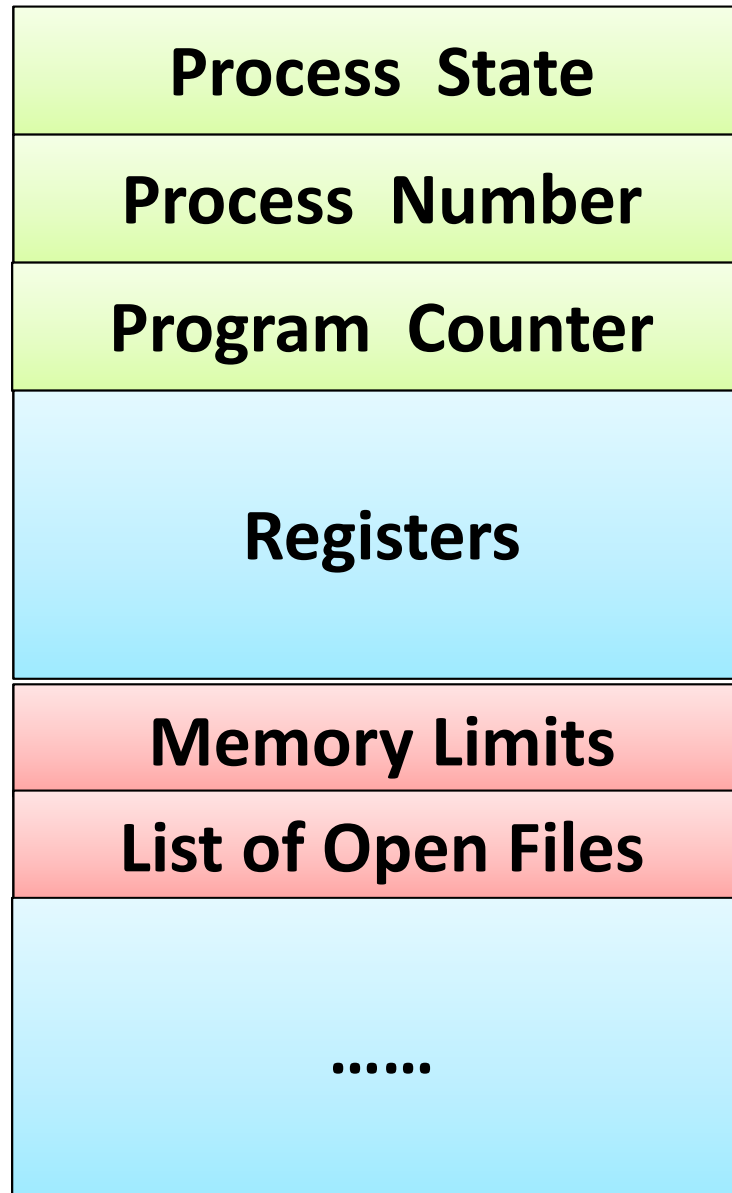 Process State
Process Number
Program Counter
Registers
Memory Limits
List of Open Files
……